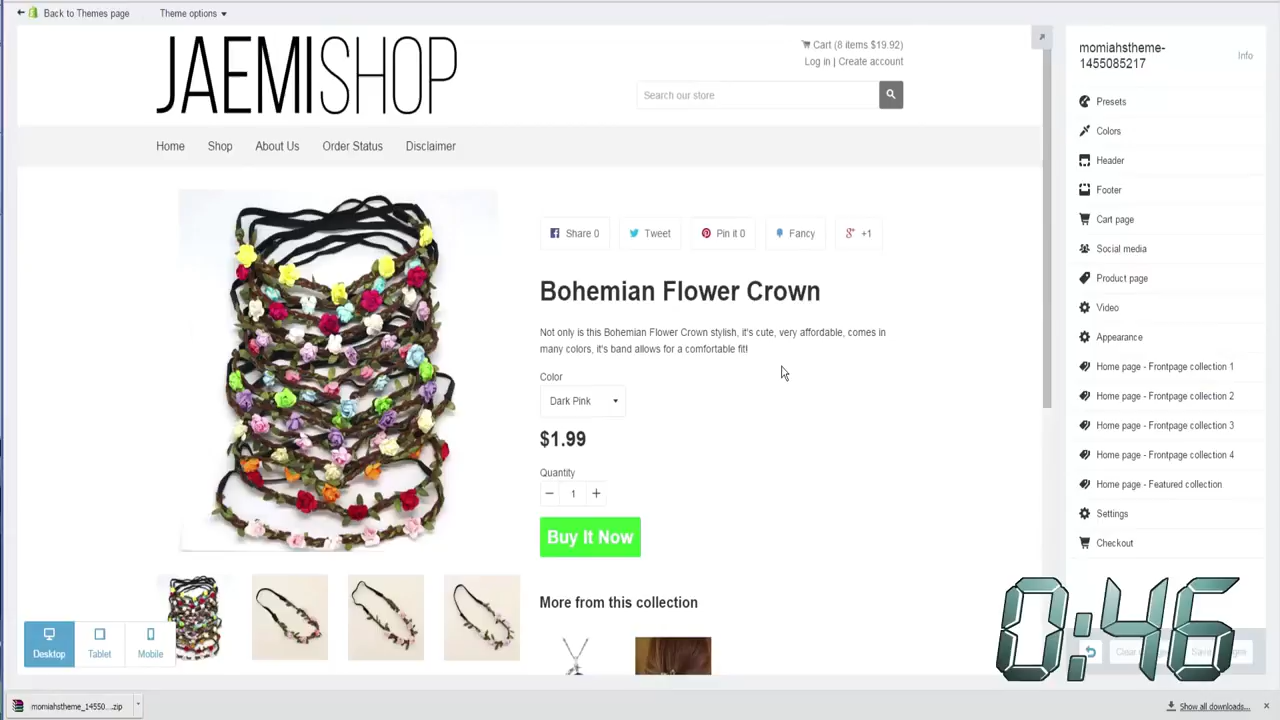 Back to Themes page
Theme options
JAEMISHOP
Cart (8 items $19.92)
Log in | Create account
Search our store
Home
Shop
About Us
Order Status
Disclaimer
Share 0
Tweet
Pin it 0
Fancy
+1
Bohemian Flower Crown
Not only is this Bohemian Flower Crown stylish, it's cute, very affordable, comes in
many colors, it's band allows for a comfortable fit!
Color
Dark Pink
$1.99
Quantity
1
Buy It Now
More from this collection
Desktop
Tablet
Mobile
momiahstheme-
1455085217
Info
Presets
Colors
Header
Footer
Cart page
Social media
Product page
Video
Appearance
Home page - Frontpage collection 1
Home page - Frontpage collection 2
Home page - Frontpage collection 3
Home page - Frontpage collection 4
Home page - Featured collection
Settings
Checkout
0:46
momiahstheme_14550....zip
Show all downloads...